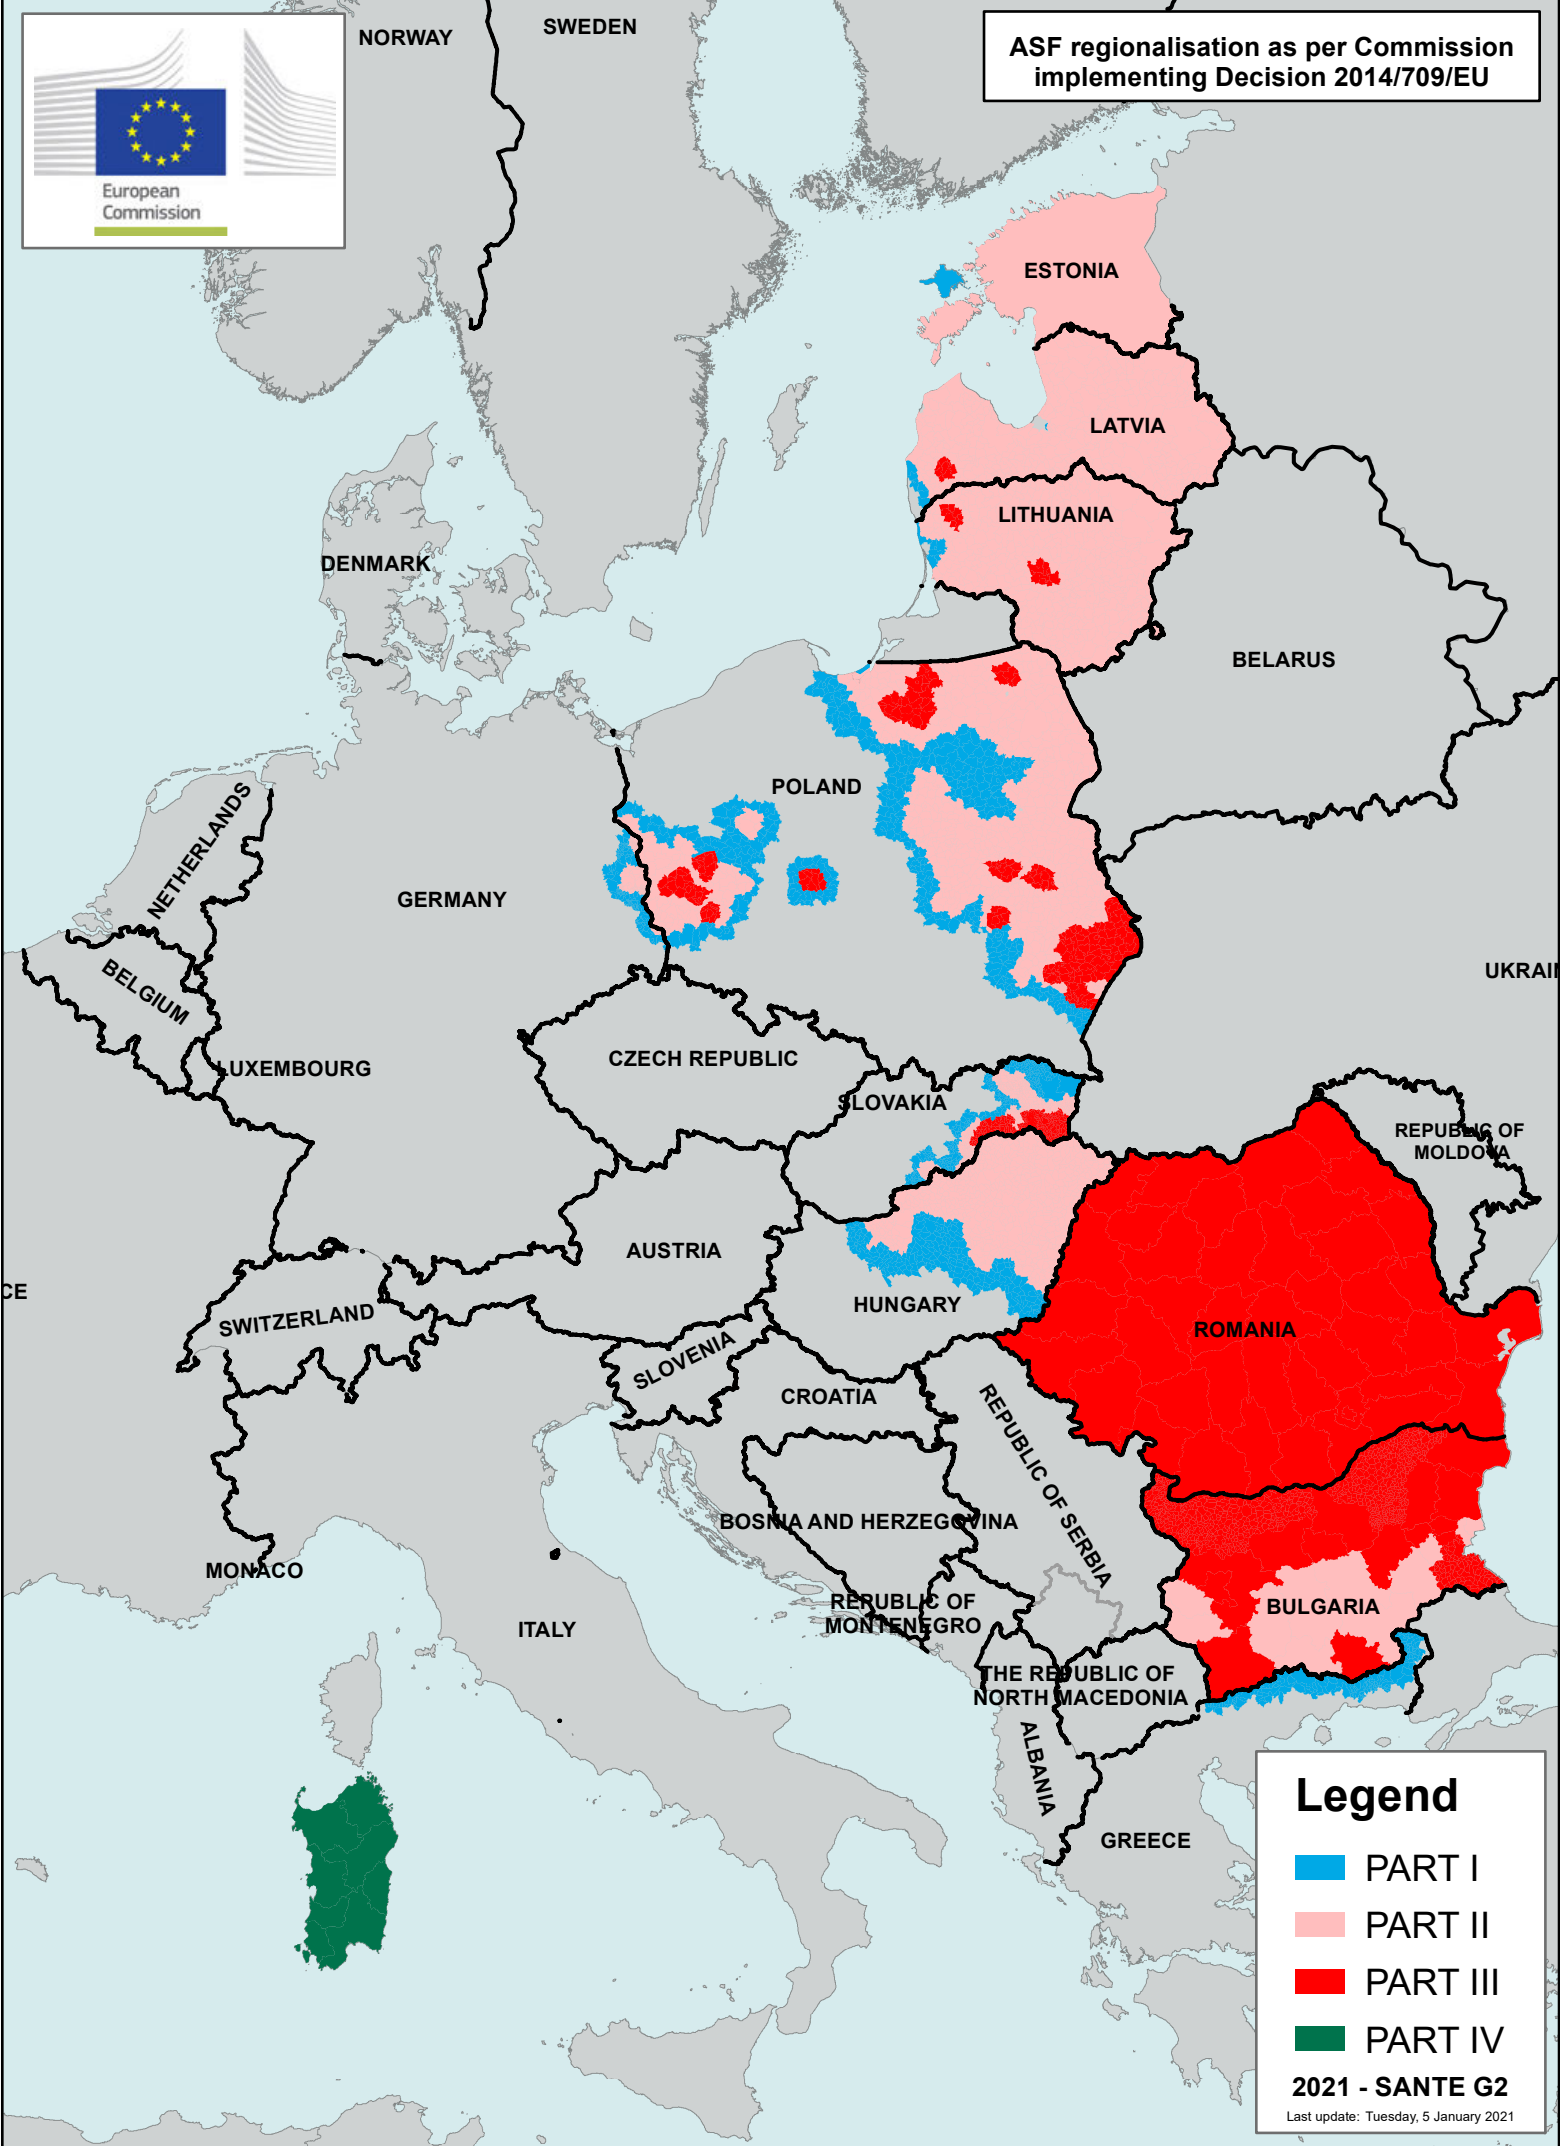 NORWAY
SWEDEN
ASF regionalisation as per Commission
implementing Decision 2014/709/EU
European
Commission
ESTONIA
LATVIA
LITHUANIA
DENMARK
BELARUS
POLAND
NETHERLANDS
GERMANY
BELGIUM
UKRAI
LUXEMBOURG
CZECH REPUBLIC
SLOVAKIA
REPUBLIC OF
MOLDOVA
AUSTRIA
CE
SWITZERLAND
HUNGARY
ROMANIA
SLOVENIA
CROATIA
REPUBLIC OF SERBIA
BOSNIA AND HERZEGOVINA
MONACO
REPUBLIC OF
MONTENEGRO
BULGARIA
ITALY
THE REPUBLIC OF
NORTH MACEDONIA
ALBANIA
GREECE
Legend
PART I
PART II
PART III
PART IV
2021 - SANTE G2
Last update: Tuesday, 5 January 2021